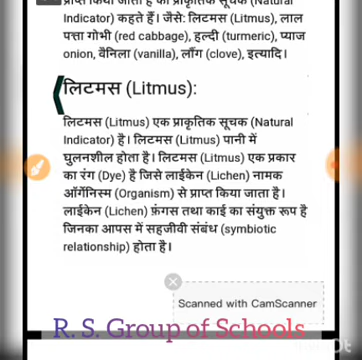 प्राप्त किया जाता है को प्राकृतिक सूचक (Natural
Indicator) कहते हैं। जैसे: लिटमस (Litmus), लाल
पत्ता गोभी (red cabbage), हल्दी (turmeric), प्याज
onion, वैनिला (vanilla), लौंग (clove), इत्यादि।
लिटमस (Litmus):
लिटमस (Litmus) एक प्राकृतिक सूचक (Natural
Indicator) है। लिटमस (Litmus) पानी में
घुलनशील होता है। लिटमस (Litmus) एक प्रकार
का रंग (Dye) है जिसे लाईकेन (Lichen) नामक
ऑर्गेनिस्म (Organism) से प्राप्त किया जाता है।
लाईकेन (Lichen) फ़ंगस तथा काई का संयुक्त रूप है
जिनका आपस में सहजीवी संबंध (symbiotic
relationship) होता है।
Scanned with CamScanner
R. S. Group of Schools